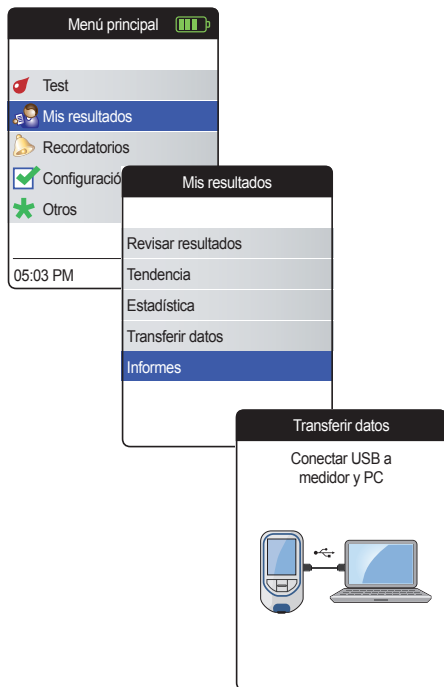 Menú principal
Test
Mis resultados
Recordatorios
Configuració
Otros
05:03 PM
Mis resultados
Revisar resultados
Tendencia
Estadística
Transferir datos
Informes
Transferir datos
Conectar USB a
medidor y PC